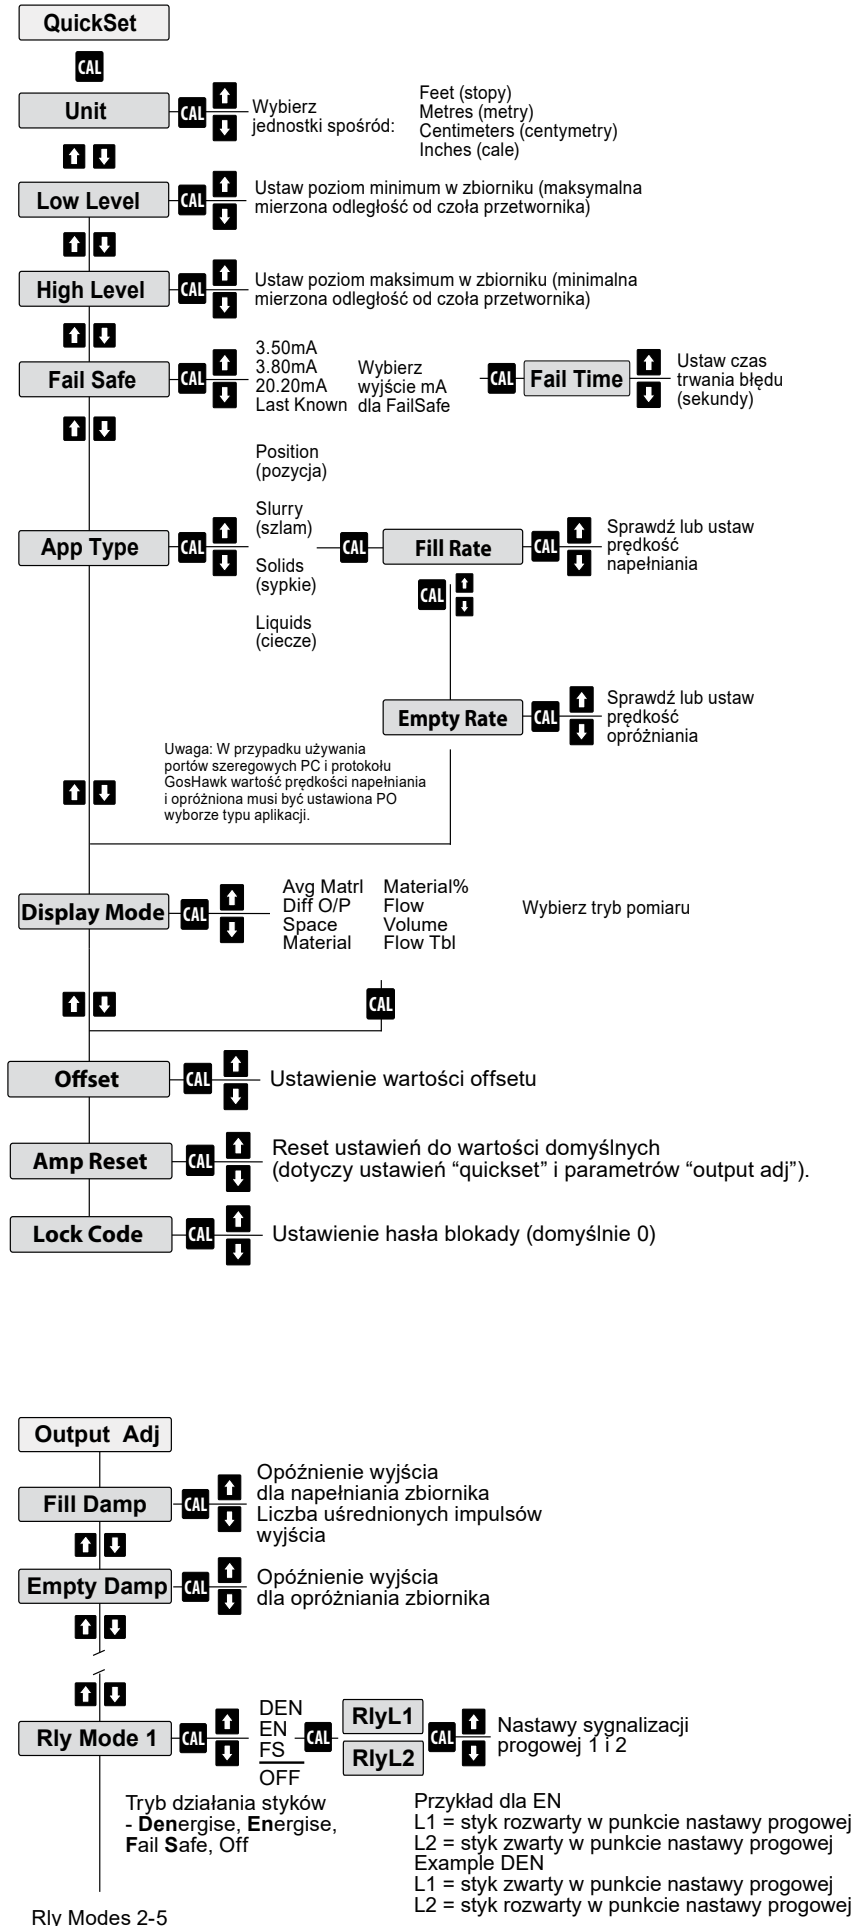 QuickSet
CAL
Unit
CAL
Wybierz
jednostki spośród:
Feet (stopy)
Metres (metry)
Centimeters (centymetry)
Inches (cale)
Low Level
CAL
Ustaw poziom minimum w zbiorniku (maksymalna
mierzona odległość od czoła przetwornika)
High Level
CAL
Ustaw poziom maksimum w zbiorniku (minimalna
mierzona odległość od czoła przetwornika)
Fail Safe
CAL
3.50mA
3.80mA
20.20mA
Last Known
Wybierz
wyjście mA
dla FailSafe
CAL
Fail Time
Ustaw czas
trwania błędu
(sekundy)
App Type
CAL
Position
(pozycja)
Slurry
(szlam)
Solids
(sypkie)
Liquids
(ciecze)
CAL
Fill Rate
CAL
Sprawdź lub ustaw
prędkość
napełniania
CAL
Empty Rate
CAL
Sprawdź lub ustaw
prędkość
opróżniania
Uwaga: W przypadku używania
portów szeregowych PC i protokołu
GosHawk wartość prędkości napełniania
i opróżniona musi być ustawiona PO
wyborze typu aplikacji.
Display Mode
CAL
Avg Matrl
Diff O/P
Space
Material
Material%
Flow
Volume
Flow Tbl
Wybierz tryb pomiaru
CAL
Offset
CAL
Ustawienie wartości offsetu
Amp Reset
CAL
Reset ustawień do wartości domyślnych
(dotyczy ustawień “quickset” i parametrów “output adj”).
Lock Code
CAL
Ustawienie hasła blokady (domyślnie 0)
Output Adj
Fill Damp
CAL
Opóźnienie wyjścia
dla napełniania zbiornika
Liczba uśrednionych impulsów
wyjścia
Empty Damp
CAL
Opóźnienie wyjścia
dla opróżniania zbiornika
Rly Mode 1
CAL
DEN
EN
FS
OFF
CAL
RlyL1
RlyL2
CAL
Nastawy sygnalizacji
progowej 1 i 2
Tryb działania styków
- Denergise, Energise,
Fail Safe, Off
Przykład dla EN
L1 = styk rozwarty w punkcie nastawy progowej
L2 = styk zwarty w punkcie nastawy progowej
Example DEN
L1 = styk zwarty w punkcie nastawy progowej
L2 = styk rozwarty w punkcie nastawy progowej
Rly Modes 2-5